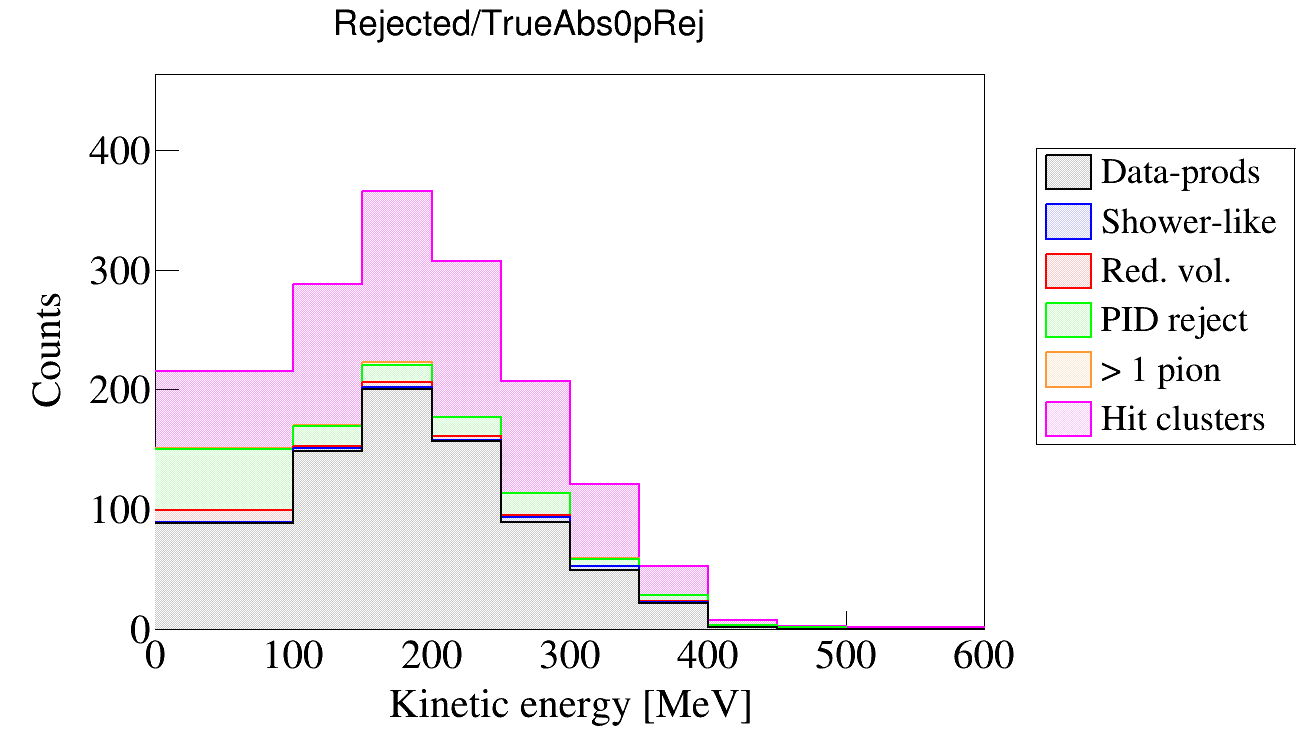 Rejected/TrueAbs0pRej
Counts
400
300
200
100
0
0 100 200 300 400 500 600
Kinetic energy [MeV]
Data-prods
Shower-like
Red. vol.
PID reject
> 1 pion
Hit clusters